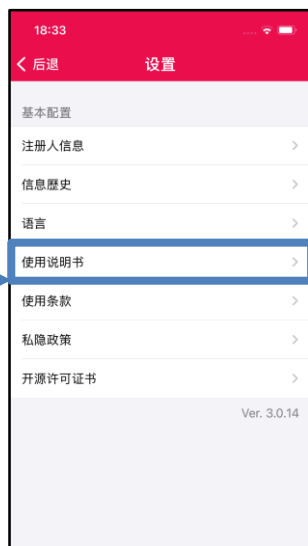 18:33
后退 设置
基本配置
注册人信息
信息歷史
语言
使用说明书
使用条款
私隐政策
开源许可证书
Ver. 3.0.14